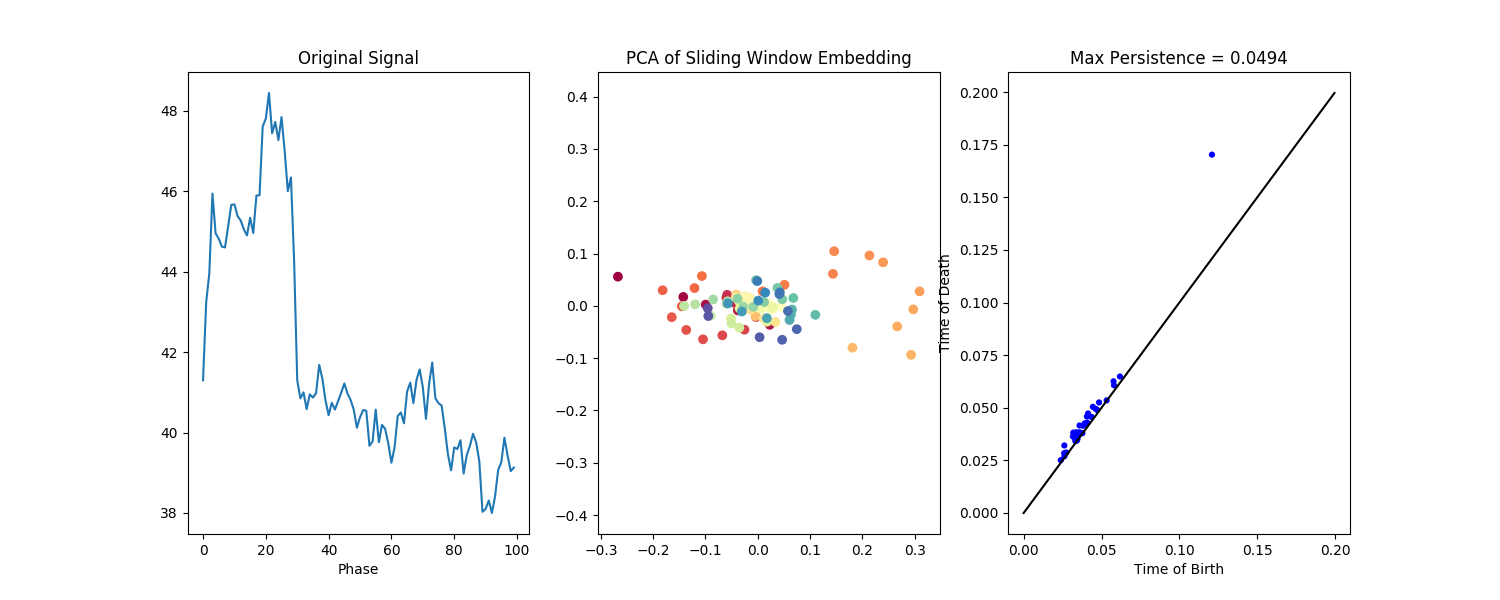 Original Signal
48
46
44
42
40
38
0 20 40 60 80 100
Phase
PCA of Sliding Window Embedding
0.4
0.3
0.2
0.1
0.0
−0.1
−0.2
−0.3
−0.4
−0.3 −0.2 −0.1 0.0 0.1 0.2 0.3
Max Persistence = 0.0494
Time of Death
0.200
0.175
0.150
0.125
0.100
0.075
0.050
0.025
0.000
0.00 0.05 0.10 0.15 0.20
Time of Birth